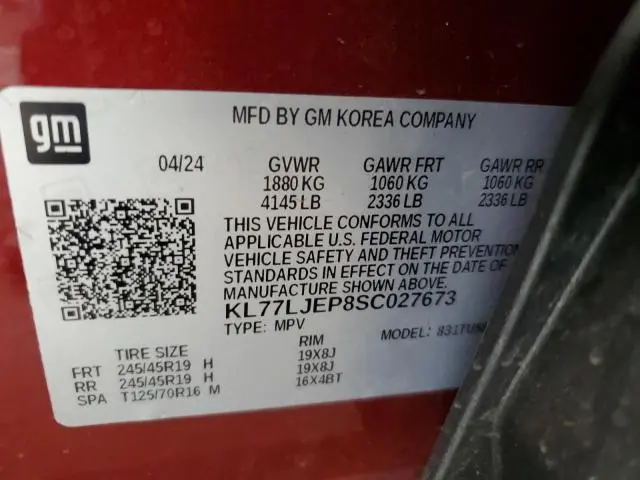 gm
MFD BY GM KOREA COMPANY
04/24 GVWR GAWR FRT GAWR RR
1880 KG 1060 KG 1060 KG
4145 LB 2336 LB 2336 LB
THIS VEHICLE CONFORMS TO ALL
APPLICABLE U.S. FEDERAL MOTOR
VEHICLE SAFETY AND THEFT PREVENTION
STANDARDS IN EFFECT ON THE DATE OF
MANUFACTURE SHOWN ABOVE.
KL77LJEP8SC027673
TYPE: MPV MODEL:
TIRE SIZE RIM
FRT 245/45R19 H 19X8J
RR 245/45R19 H 19X8J
SPA T125/70R16 M 16X4BT